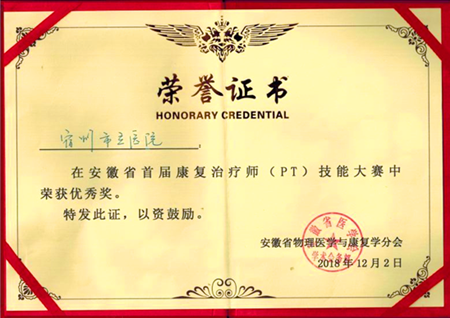 荣誉证书
HONORARY CREDENTIAL
宿州市立医院
在安徽省首届康复治疗师（PT）技能大赛中
荣获优秀奖。
特发此证，以资鼓励。
安徽省物理医学与康复学分会
2018年12月2日